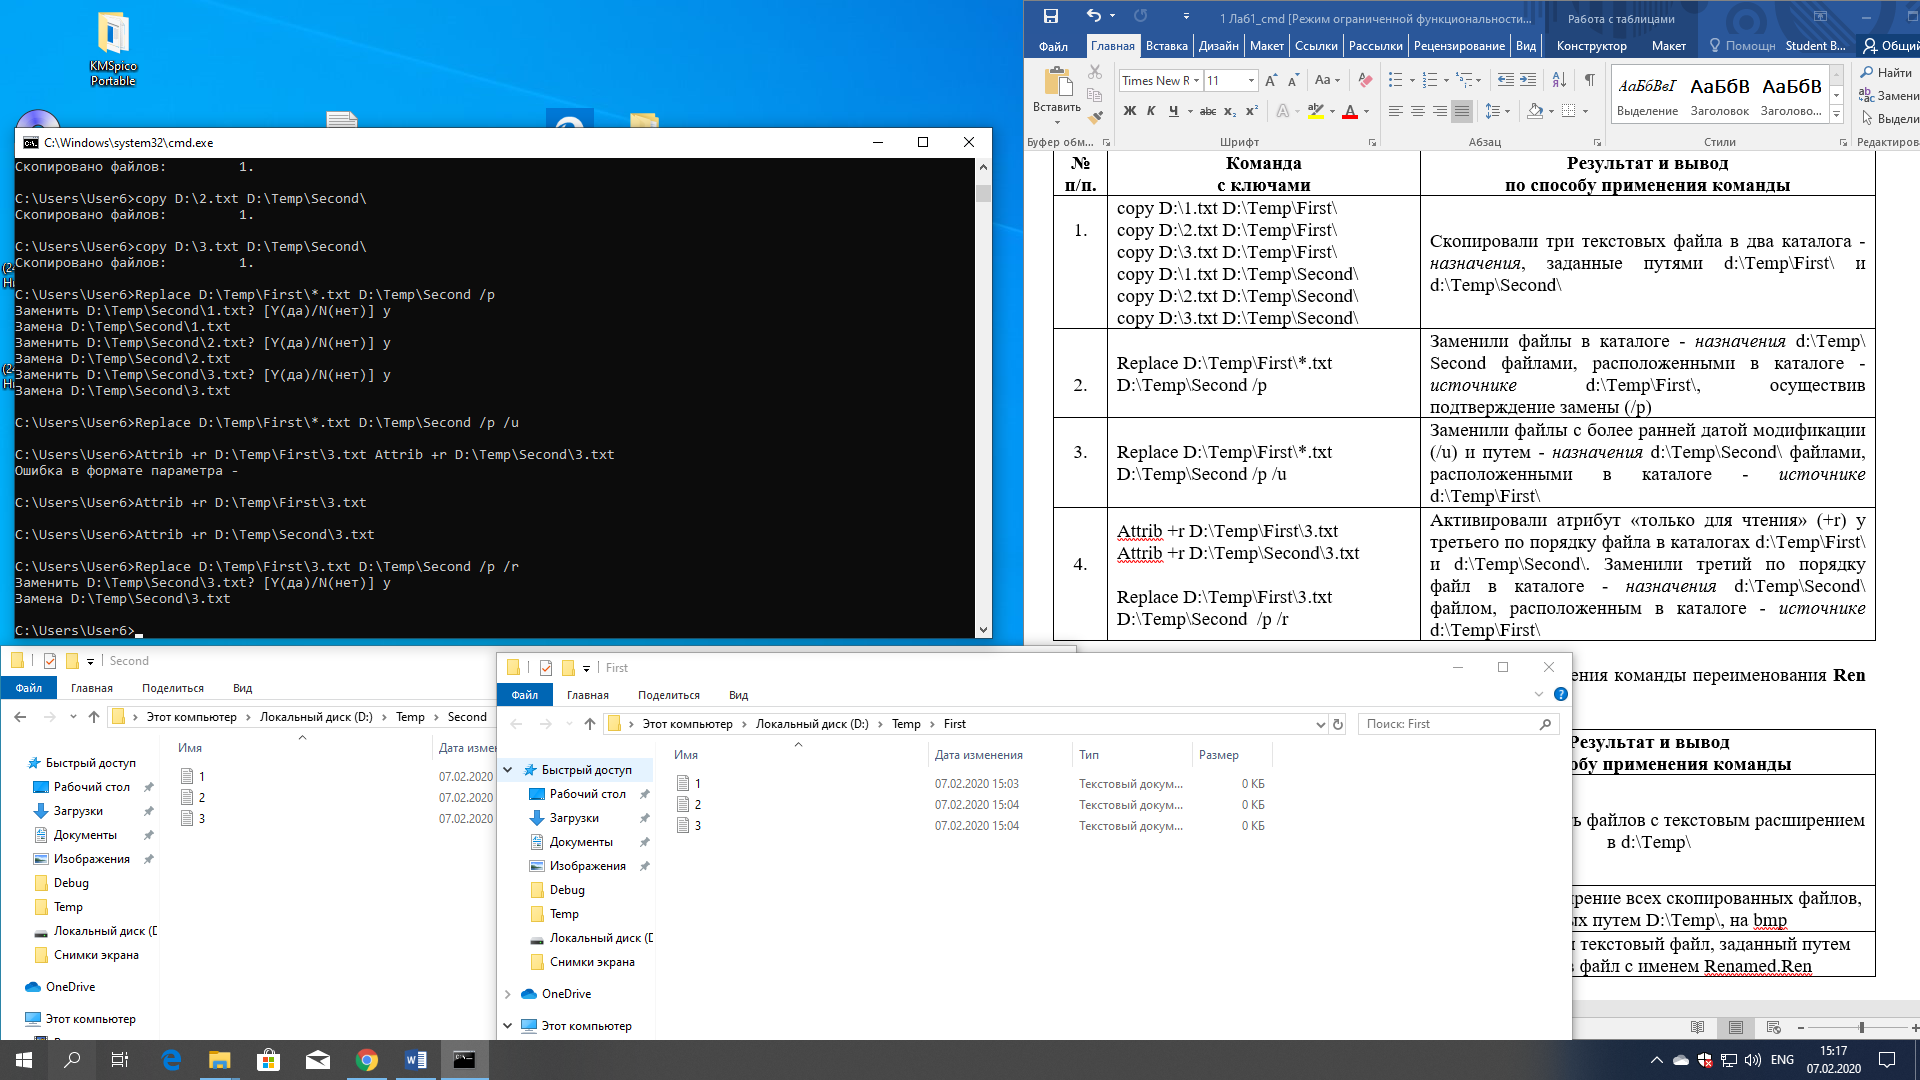 KMSpico
Portable
C:\Windows\system32\cmd.exe
Скопировано файлов:         1.
C:\Users\User6>copy D:\2.txt D:\Temp\Second\
Скопировано файлов:         1.
C:\Users\User6>copy D:\3.txt D:\Temp\Second\
Скопировано файлов:         1.
C:\Users\User6>Replace D:\Temp\First\*.txt D:\Temp\Second /p
Заменить D:\Temp\Second\1.txt? [Y(да)/N(нет)] y
Замена D:\Temp\Second\1.txt
Заменить D:\Temp\Second\2.txt? [Y(да)/N(нет)] y
Замена D:\Temp\Second\2.txt
Заменить D:\Temp\Second\3.txt? [Y(да)/N(нет)] y
Замена D:\Temp\Second\3.txt
C:\Users\User6>Replace D:\Temp\First\*.txt D:\Temp\Second /p /u
C:\Users\User6>Attrib +r D:\Temp\First\3.txt Attrib +r D:\Temp\Second\3.txt
Ошибка в формате параметра -
C:\Users\User6>Attrib +r D:\Temp\First\3.txt
C:\Users\User6>Attrib +r D:\Temp\Second\3.txt
C:\Users\User6>Replace D:\Temp\First\3.txt D:\Temp\Second /p /r
Заменить D:\Temp\Second\3.txt? [Y(да)/N(нет)] y
Замена D:\Temp\Second\3.txt
C:\Users\User6>
1 Лаб1_cmd [Режим ограниченной функциональности...
Работа с таблицами
Файл Главная Вставка Дизайн Макет Ссылки Рассылки Рецензирование Вид Конструктор Макет Помощн Student B... Общий
Вставить
Times New R 11
Ж К Ч abc x₂ x²
АаБбВвІ АаБбВ АаБбВ
Выделение Заголовок Заголово...
Найти
Замени
Выдели
Буфер обм... Шрифт Абзац Стили Редактиров
№ п/п.
Команда
с ключами
Результат и вывод
по способу применения команды
1.
copy D:\1.txt D:\Temp\First\
copy D:\2.txt D:\Temp\First\
copy D:\3.txt D:\Temp\First\
copy D:\1.txt D:\Temp\Second\
copy D:\2.txt D:\Temp\Second\
copy D:\3.txt D:\Temp\Second\
Скопировали три текстовых файла в два каталога -
назначения, заданные путями d:\Temp\First\ и
d:\Temp\Second\
2.
Replace D:\Temp\First\*.txt
D:\Temp\Second /p
Заменили файлы в каталоге - назначения d:\Temp\
Second файлами, расположенными в каталоге -
источнике d:\Temp\First\, осуществив
подтверждение замены (/p)
3.
Replace D:\Temp\First\*.txt
D:\Temp\Second /p /u
Заменили файлы с более ранней датой модификации
(/u) и путем - назначения d:\Temp\Second\ файлами,
расположенными в каталоге - источнике
d:\Temp\First\
4.
Attrib +r D:\Temp\First\3.txt
Attrib +r D:\Temp\Second\3.txt
Replace D:\Temp\First\3.txt
D:\Temp\Second  /p /r
Активировали атрибут «только для чтения» (+r) у
третьего по порядку файла в каталогах d:\Temp\First\
и d:\Temp\Second\. Заменили третий по порядку
файл в каталоге - назначения d:\Temp\Second\
файлом, расположенным в каталоге - источнике
d:\Temp\First\
ения команды переименования Ren
Результат и вывод
обу применения команды
ь файлов с текстовым расширением
в d:\Temp\
рение всех скопированных файлов,
ых путем D:\Temp\, на bmp
и текстовый файл, заданный путем
в файл с именем Renamed.Ren
Second
Файл Главная Поделиться Вид
Этот компьютер Локальный диск (D:) Temp Second
Имя Дата измен
Быстрый доступ
Рабочий стол
Загрузки
Документы
Изображения
Debug
Temp
Локальный диск (D
Снимки экрана
OneDrive
Этот компьютер
1 07.02.2020
2 07.02.2020
3 07.02.2020
First
Файл Главная Поделиться Вид
Этот компьютер Локальный диск (D:) Temp First
Поиск: First
Имя Дата изменения Тип Размер
1 07.02.2020 15:03 Текстовый докум... 0 КБ
2 07.02.2020 15:04 Текстовый докум... 0 КБ
3 07.02.2020 15:04 Текстовый докум... 0 КБ
Быстрый доступ
Рабочий стол
Загрузки
Документы
Изображения
Debug
Temp
Локальный диск (D
Снимки экрана
OneDrive
Этот компьютер
ENG
15:17
07.02.2020